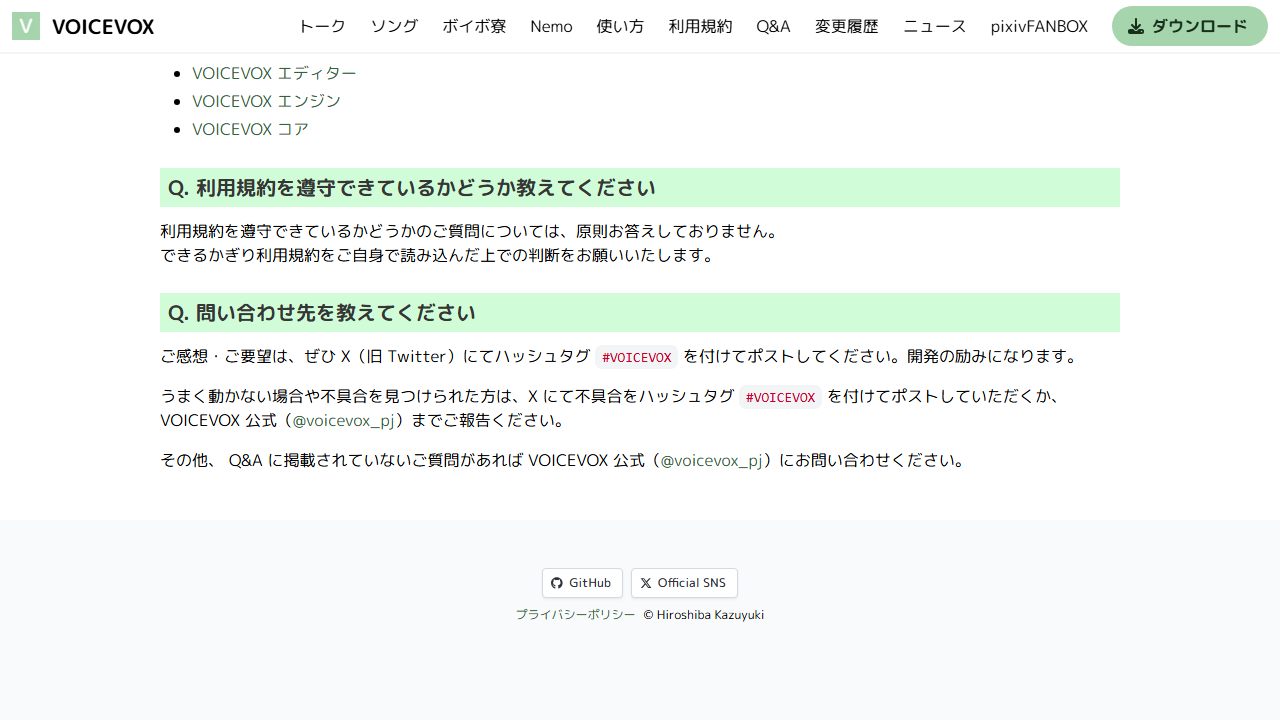 V VOICEVOX トーク ソング ボイボ寮 Nemo 使い方 利用規約 Q&A 変更履歴 ニュース pixivFANBOX ダウンロード
VOICEVOX エディター
VOICEVOX エンジン
VOICEVOX コア
Q. 利用規約を遵守できているかどうか教えてください
利用規約を遵守できているかどうかのご質問については、原則お答えしておりません。
できるかぎり利用規約をご自身で読み込んだ上での判断をお願いいたします。
Q. 問い合わせ先を教えてください
ご感想・ご要望は、ぜひ X（旧 Twitter）にてハッシュタグ #VOICEVOX を付けてポストしてください。開発の励みになります。
うまく動かない場合や不具合を見つけられた方は、X にて不具合をハッシュタグ #VOICEVOX を付けてポストしていただくか、
VOICEVOX 公式（@voicevox_pj）までご報告ください。
その他、 Q&A に掲載されていないご質問があれば VOICEVOX 公式（@voicevox_pj）にお問い合わせください。
GitHub Official SNS
プライバシーポリシー © Hiroshiba Kazuyuki